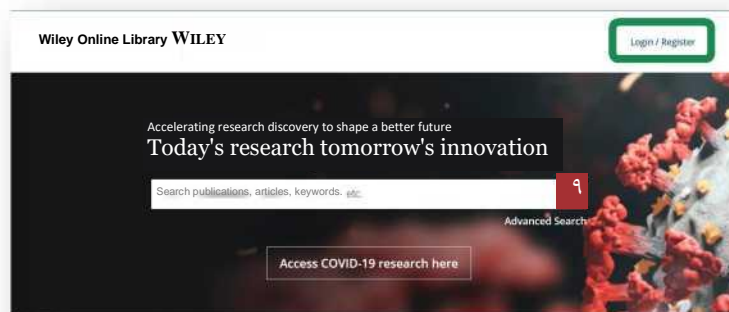 Wiley Online Library WILEY
Login / Register
Accelerating research discovery to shape a better future
Today's research tomorrow's innovation
Search publications, articles, keywords. etc.
٩
Advanced Search
Access COVID-19 research here